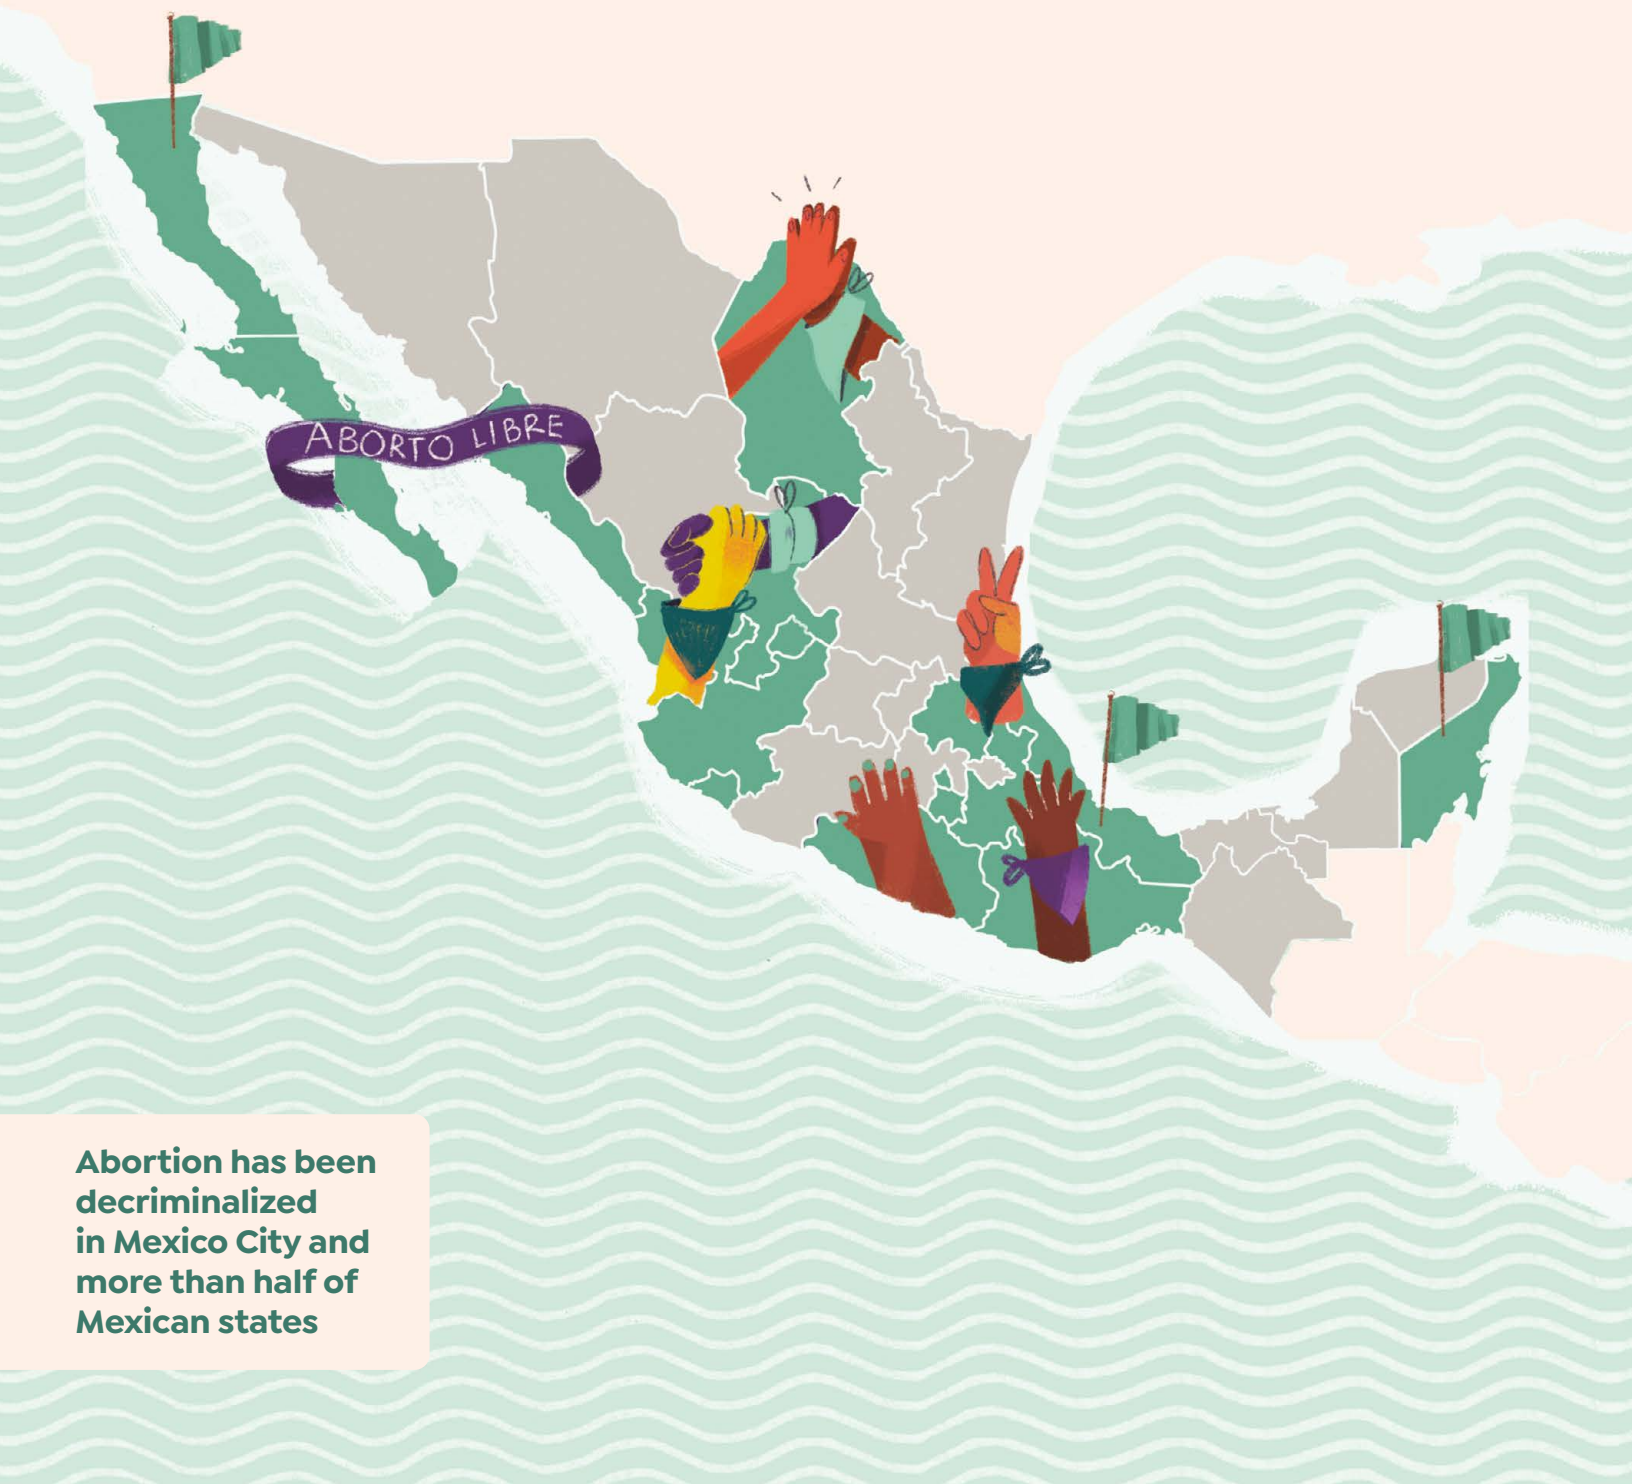 ABORTO LIBRE
Abortion has been
decriminalized
in Mexico City and
more than half of
Mexican states